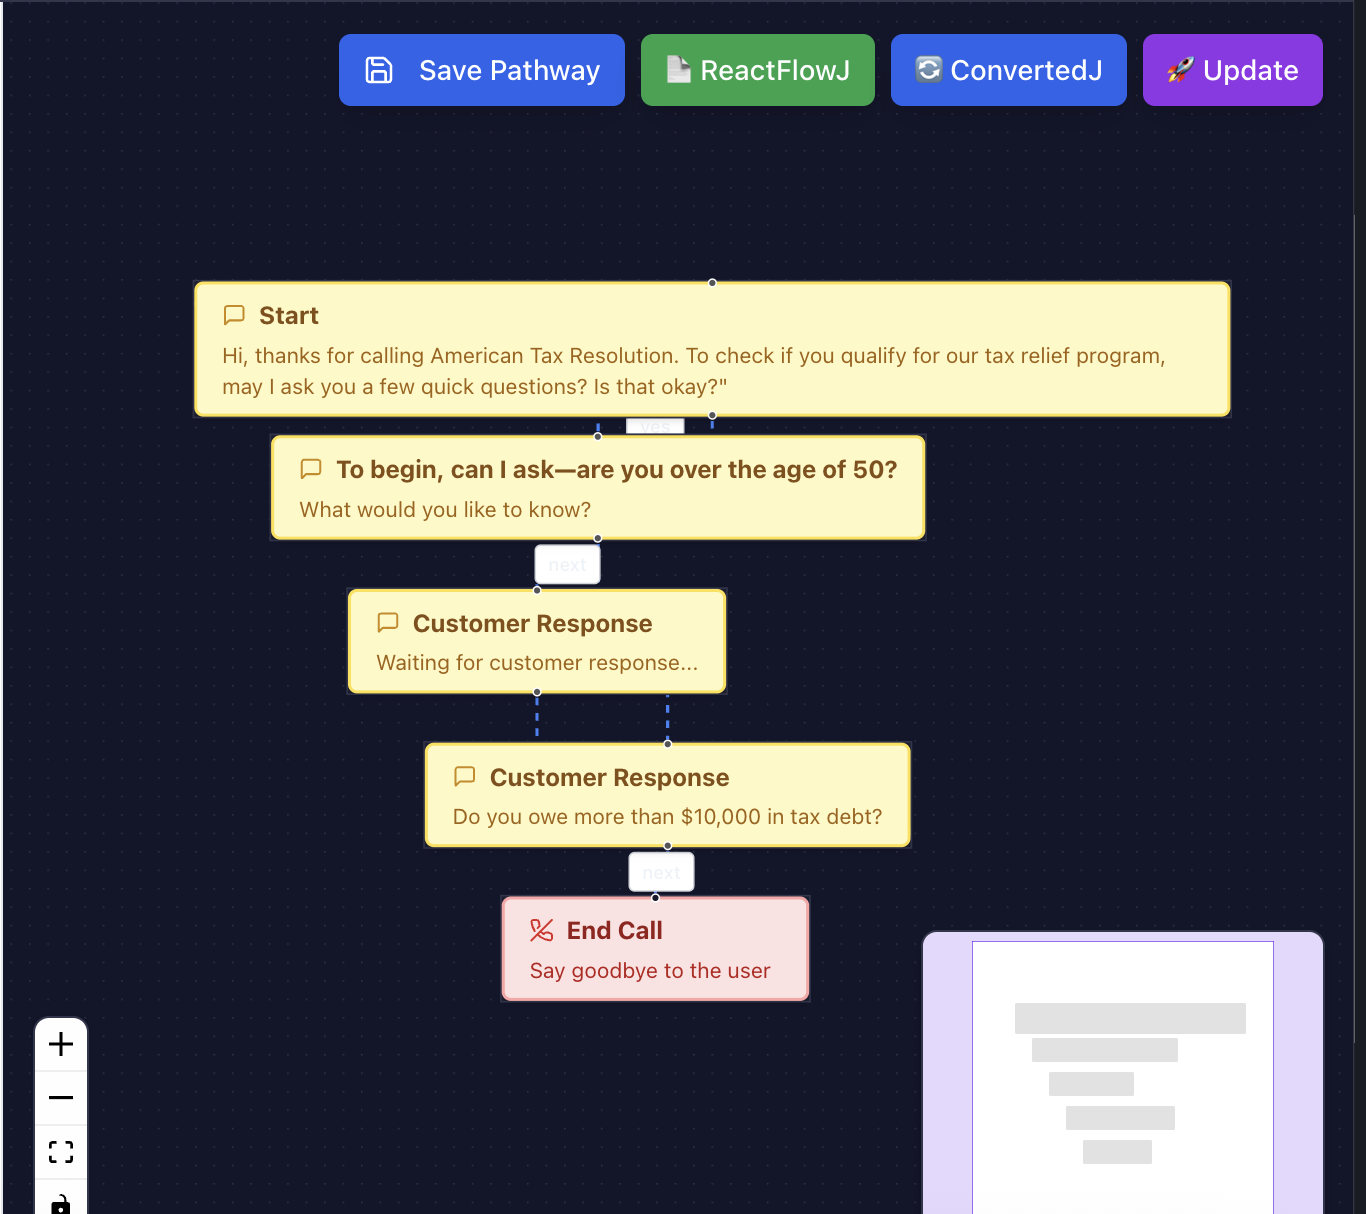 Save Pathway
ReactFlowJ
ConvertedJ
Update
Start
Hi, thanks for calling American Tax Resolution. To check if you qualify for our tax relief program,
may I ask you a few quick questions? Is that okay?"
yes
To begin, can I ask—are you over the age of 50?
What would you like to know?
next
Customer Response
Waiting for customer response...
Customer Response
Do you owe more than $10,000 in tax debt?
next
End Call
Say goodbye to the user